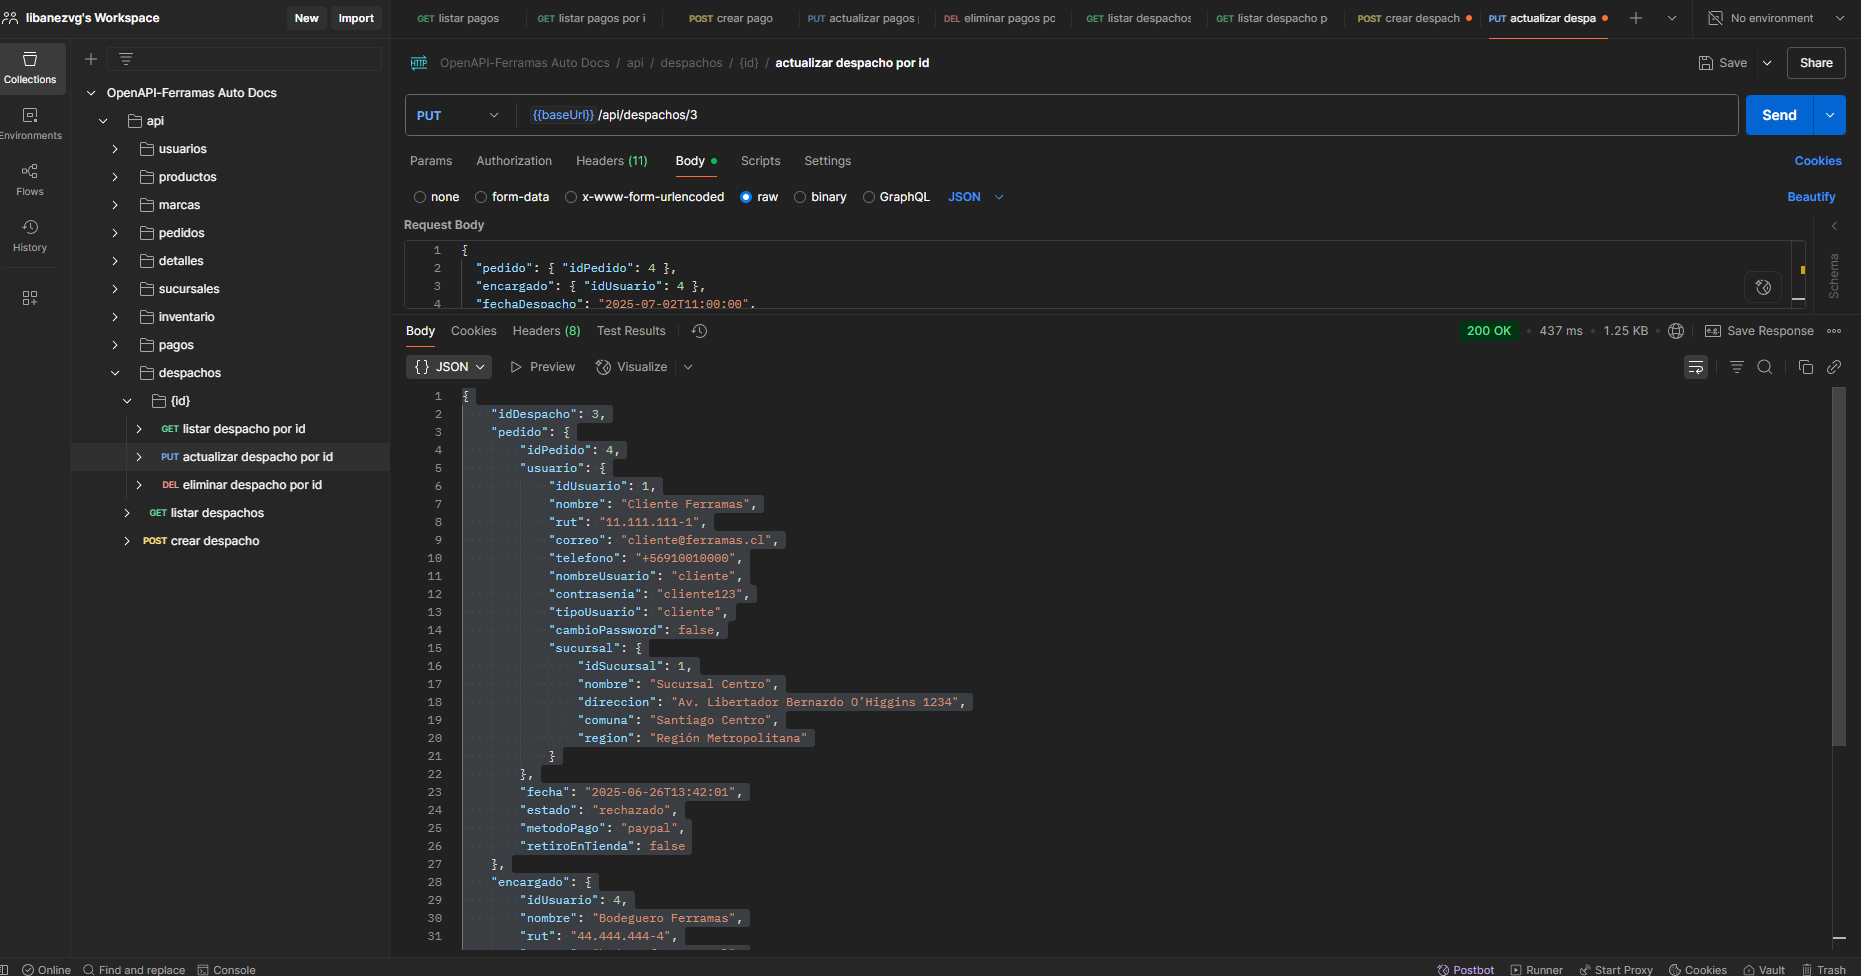 libanezvg's Workspace
New
Import
GET listar pagos
GET listar pagos por i
POST crear pago
PUT actualizar pagos
DEL eliminar pagos pc
GET listar despachos
GET listar despacho p
POST crear despach
PUT actualizar despa
No environment
Collections
Environments
Flows
History
OpenAPI-Ferramas Auto Docs
api
usuarios
productos
marcas
pedidos
detalles
sucursales
inventario
pagos
despachos
{id}
GET listar despacho por id
PUT actualizar despacho por id
DEL eliminar despacho por id
GET listar despachos
POST crear despacho
HTTP OpenAPI-Ferramas Auto Docs / api / despachos / {id} / actualizar despacho por id
Save
Share
PUT
{{baseUrl}} /api/despachos/3
Send
Params Authorization Headers (11) Body Scripts Settings
Cookies
none form-data x-www-form-urlencoded raw binary GraphQL JSON
Beautify
Request Body
1 {
2 "pedido": { "idPedido": 4 },
3 "encargado": { "idUsuario": 4 },
4 "fechaDespacho": "2025-07-02T11:00:00",
Schema
Body Cookies Headers (8) Test Results
200 OK • 437 ms • 1.25 KB
e.g. Save Response
{} JSON Preview Visualize
1 {
2 "idDespacho": 3,
3 "pedido": {
4 "idPedido": 4,
5 "usuario": {
6 "idUsuario": 1,
7 "nombre": "Cliente Ferramas",
8 "rut": "11.111.111-1",
9 "correo": "cliente@ferramas.cl",
10 "telefono": "+56910010000",
11 "nombreUsuario": "cliente",
12 "contrasenia": "cliente123",
13 "tipoUsuario": "cliente",
14 "cambioPassword": false,
15 "sucursal": {
16 "idSucursal": 1,
17 "nombre": "Sucursal Centro",
18 "direccion": "Av. Libertador Bernardo O’Higgins 1234",
19 "comuna": "Santiago Centro",
20 "region": "Región Metropolitana"
21 }
22 },
23 "fecha": "2025-06-26T13:42:01",
24 "estado": "rechazado",
25 "metodoPago": "paypal",
26 "retiroEnTienda": false
27 },
28 "encargado": {
29 "idUsuario": 4,
30 "nombre": "Bodeguero Ferramas",
31 "rut": "44.444.444-4",
Online Find and replace Console
Postbot Runner Start Proxy Cookies Vault Trash